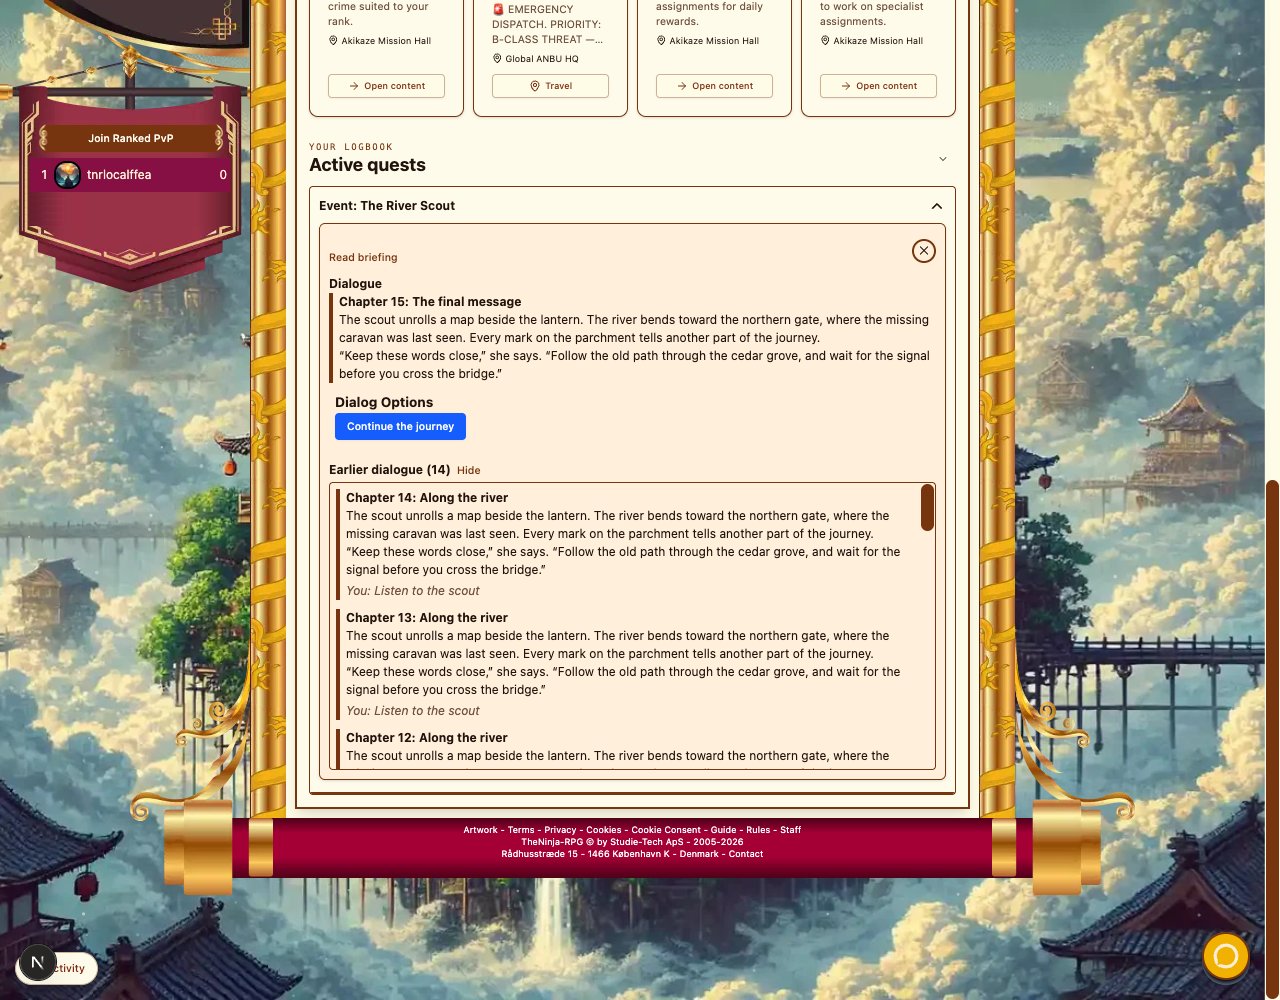 crime suited to your
rank.
Akikaze Mission Hall
Open content
🚨 EMERGENCY
DISPATCH. PRIORITY:
B-CLASS THREAT —...
Global ANBU HQ
Travel
assignments for daily
rewards.
Akikaze Mission Hall
Open content
to work on specialist
assignments.
Akikaze Mission Hall
Open content
Join Ranked PvP
1 tnrlocalffea 0
YOUR LOGBOOK
Active quests
Event: The River Scout
Read briefing
Dialogue
Chapter 15: The final message
The scout unrolls a map beside the lantern. The river bends toward the northern gate, where the missing
caravan was last seen. Every mark on the parchment tells another part of the journey.
“Keep these words close,” she says. “Follow the old path through the cedar grove, and wait for the signal
before you cross the bridge.”
Dialog Options
Continue the journey
Earlier dialogue (14) Hide
Chapter 14: Along the river
The scout unrolls a map beside the lantern. The river bends toward the northern gate, where the
missing caravan was last seen. Every mark on the parchment tells another part of the journey.
“Keep these words close,” she says. “Follow the old path through the cedar grove, and wait for the
signal before you cross the bridge.”
You: Listen to the scout
Chapter 13: Along the river
The scout unrolls a map beside the lantern. The river bends toward the northern gate, where the
missing caravan was last seen. Every mark on the parchment tells another part of the journey.
“Keep these words close,” she says. “Follow the old path through the cedar grove, and wait for the
signal before you cross the bridge.”
You: Listen to the scout
Chapter 12: Along the river
The scout unrolls a map beside the lantern. The river bends toward the northern gate, where the
Artwork - Terms - Privacy - Cookies - Cookie Consent - Guide - Rules - Staff
TheNinja-RPG © by Studie-Tech ApS - 2005-2026
Rådhusstræde 15 - 1466 København K - Denmark - Contact
N
ctivity